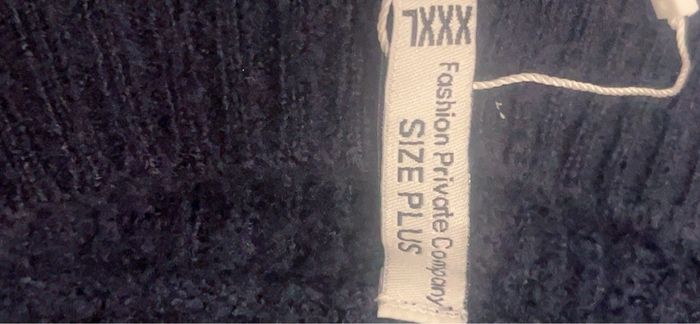 XXXL
Fashion Private Company
SIZE PLUS